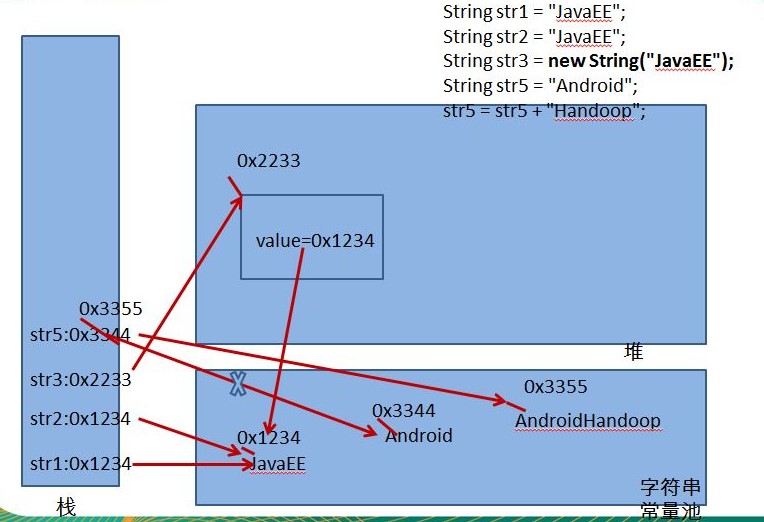 String str1 = "JavaEE";
String str2 = "JavaEE";
String str3 = new String("JavaEE");
String str5 = "Android";
str5 = str5 + "Handoop";
0x2233
value=0x1234
0x3355
str5:0x3344
堆
str3:0x2233
0x3355
str2:0x1234
0x3344
AndroidHandoop
0x1234
Android
str1:0x1234
JavaEE
字符串
常量池
栈